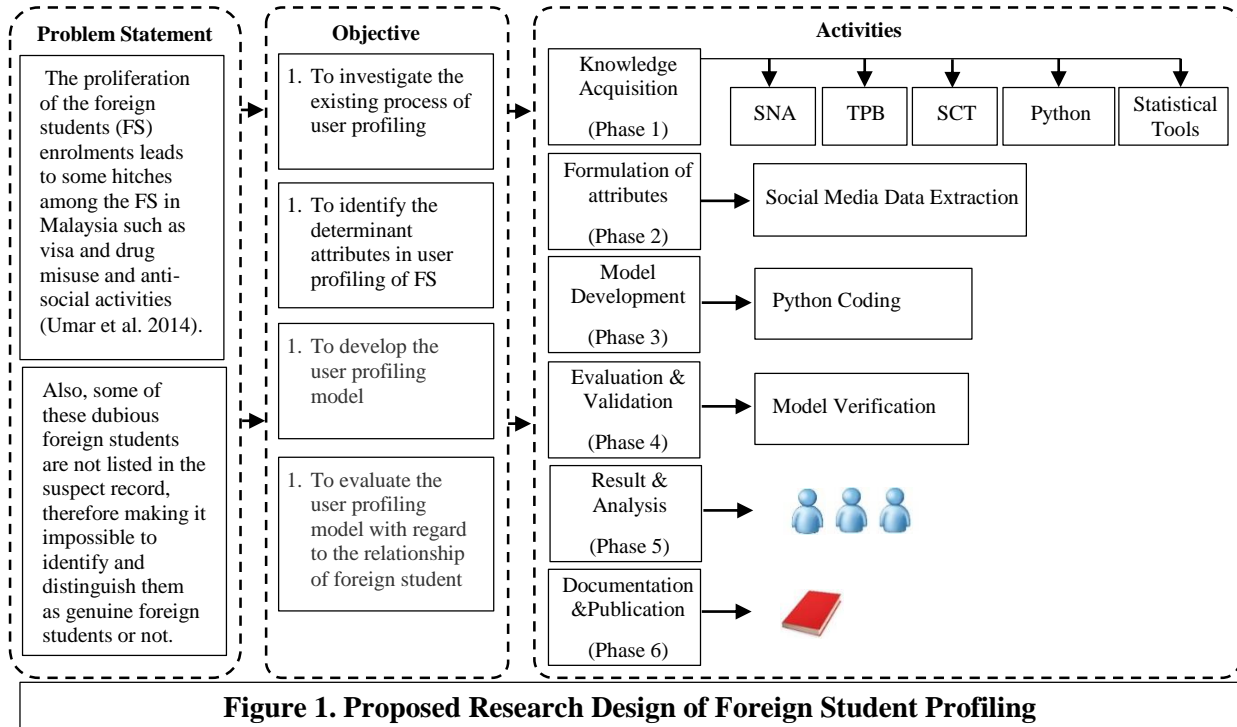 Problem Statement
The proliferation
of the foreign
students (FS)
enrolments leads
to some hitches
among the FS in
Malaysia such as
visa and drug
misuse and anti-
social activities
(Umar et al. 2014).
Also, some of
these dubious
foreign students
are not listed in the
suspect record,
therefore making it
impossible to
identify and
distinguish them
as genuine foreign
students or not.
Objective
1. To investigate the
existing process of
user profiling
1. To identify the
determinant
attributes in user
profiling of FS
1. To develop the
user profiling
model
1. To evaluate the
user profiling
model with regard
to the relationship
of foreign student
Activities
Knowledge
Acquisition
(Phase 1)
SNA
TPB
SCT
Python
Statistical
Tools
Formulation of
attributes
(Phase 2)
Social Media Data Extraction
Model
Development
(Phase 3)
Python Coding
Evaluation &
Validation
(Phase 4)
Model Verification
Result &
Analysis
(Phase 5)
Documentation
&Publication
(Phase 6)
Figure 1. Proposed Research Design of Foreign Student Profiling